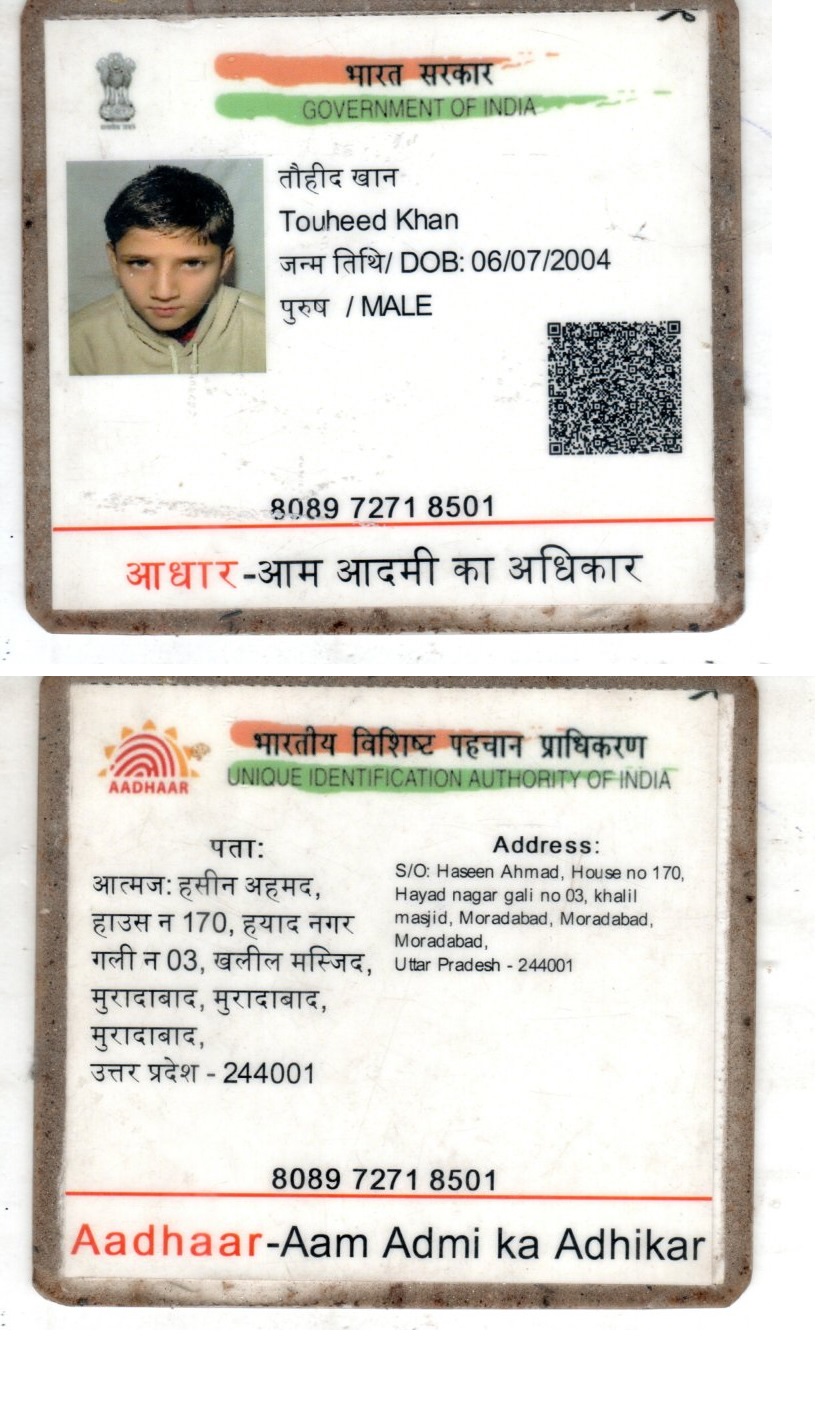 भारत सरकार
GOVERNMENT OF INDIA
तौहीद खान
Touheed Khan
जन्म तिथि/ DOB: 06/07/2004
पुरुष / MALE
8089 7271 8501
आधार-आम आदमी का अधिकार
भारतीय विशिष्ट पहचान प्राधिकरण
UNIQUE IDENTIFICATION AUTHORITY OF INDIA
AADHAAR
पता:
आत्मज: हसीन अहमद,
हाउस न 170, हयाद नगर
गली न 03, खलील मस्जिद,
मुरादाबाद, मुरादाबाद,
मुरादाबाद,
उत्तर प्रदेश - 244001
Address:
S/O: Haseen Ahmad, House no 170,
Hayad nagar gali no 03, khalil
masjid, Moradabad, Moradabad,
Moradabad,
Uttar Pradesh - 244001
8089 7271 8501
Aadhaar-Aam Admi ka Adhikar